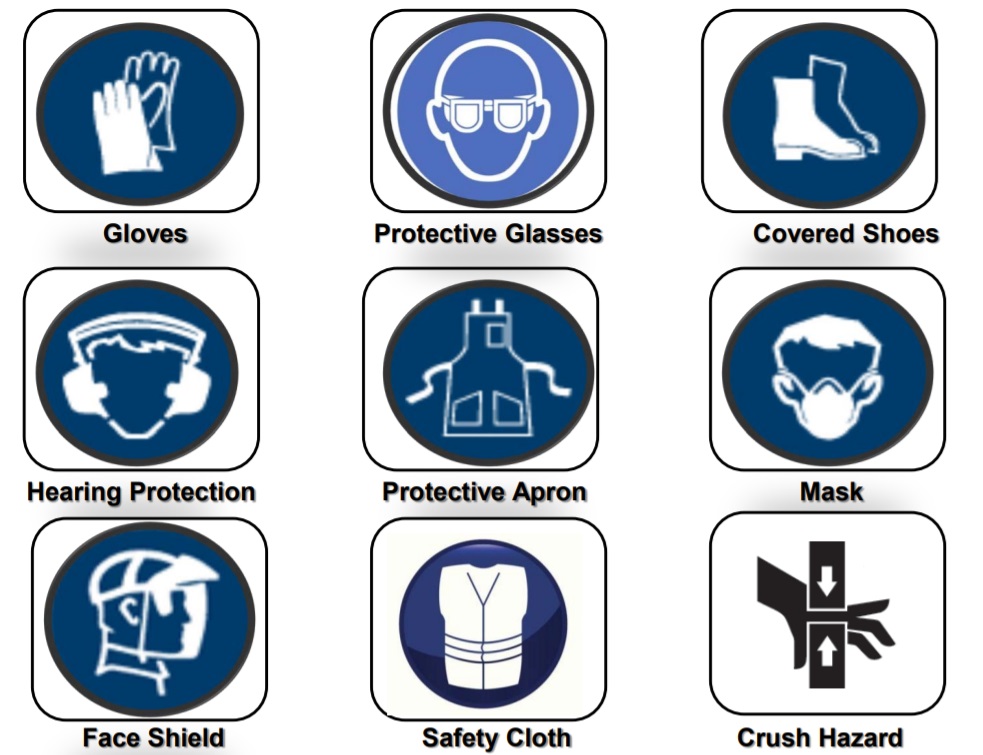 Gloves
Protective Glasses
Covered Shoes
Hearing Protection
Protective Apron
Mask
Face Shield
Safety Cloth
Crush Hazard